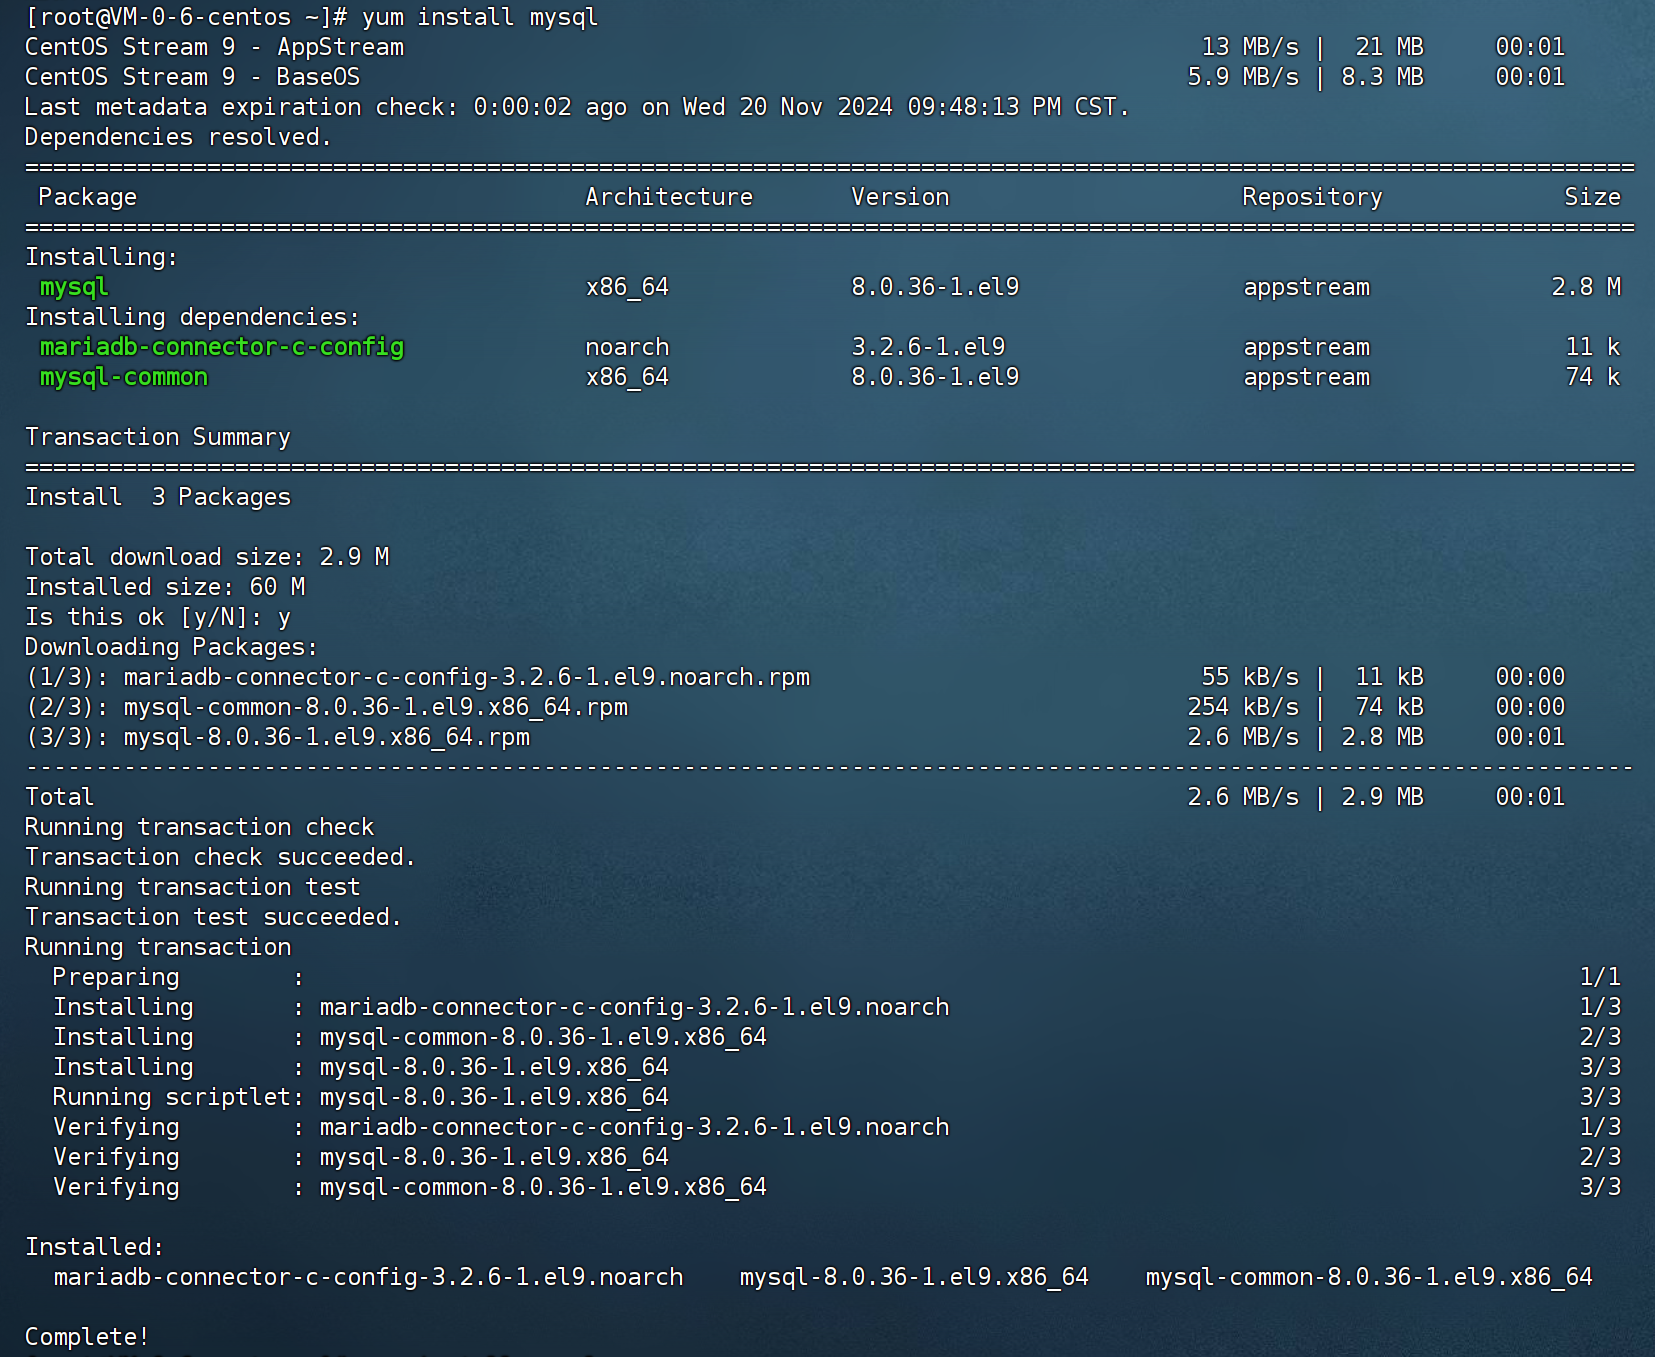 [root@VM-0-6-centos ~]# yum install mysql
CentOS Stream 9 - AppStream 13 MB/s | 21 MB 00:01
CentOS Stream 9 - BaseOS 5.9 MB/s | 8.3 MB 00:01
Last metadata expiration check: 0:00:02 ago on Wed 20 Nov 2024 09:48:13 PM CST.
Dependencies resolved.
===================================================================================================================
Package Architecture Version Repository Size
===================================================================================================================
Installing:
mysql x86_64 8.0.36-1.el9 appstream 2.8 M
Installing dependencies:
mariadb-connector-c-config noarch 3.2.6-1.el9 appstream 11 k
mysql-common x86_64 8.0.36-1.el9 appstream 74 k
Transaction Summary
===================================================================================================================
Install 3 Packages
Total download size: 2.9 M
Installed size: 60 M
Is this ok [y/N]: y
Downloading Packages:
(1/3): mariadb-connector-c-config-3.2.6-1.el9.noarch.rpm 55 kB/s | 11 kB 00:00
(2/3): mysql-common-8.0.36-1.el9.x86_64.rpm 254 kB/s | 74 kB 00:00
(3/3): mysql-8.0.36-1.el9.x86_64.rpm 2.6 MB/s | 2.8 MB 00:01
-------------------------------------------------------------------------------------------------------------------
Total 2.6 MB/s | 2.9 MB 00:01
Running transaction check
Transaction check succeeded.
Running transaction test
Transaction test succeeded.
Running transaction
Preparing : 1/1
Installing : mariadb-connector-c-config-3.2.6-1.el9.noarch 1/3
Installing : mysql-common-8.0.36-1.el9.x86_64 2/3
Installing : mysql-8.0.36-1.el9.x86_64 3/3
Running scriptlet: mysql-8.0.36-1.el9.x86_64 3/3
Verifying : mariadb-connector-c-config-3.2.6-1.el9.noarch 1/3
Verifying : mysql-8.0.36-1.el9.x86_64 2/3
Verifying : mysql-common-8.0.36-1.el9.x86_64 3/3
Installed:
mariadb-connector-c-config-3.2.6-1.el9.noarch mysql-8.0.36-1.el9.x86_64 mysql-common-8.0.36-1.el9.x86_64
Complete!